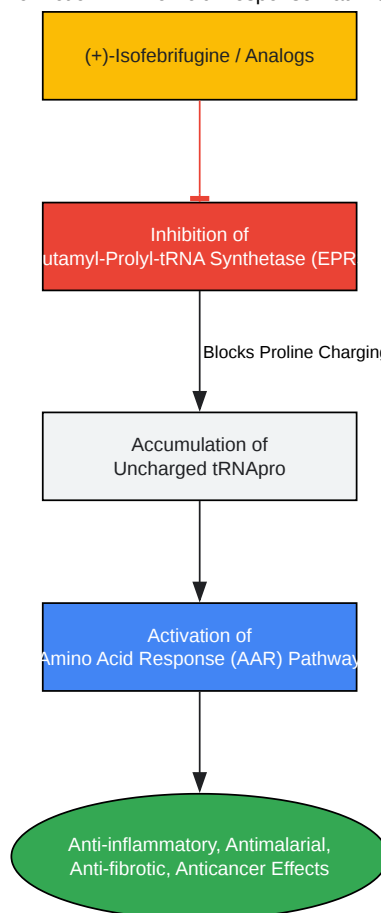 (+)-Isofebrifugine / Analogs
Inhibition of
utamyl-Prolyl-tRNA Synthetase (EPR
Blocks Proline Charging
Accumulation of
Uncharged tRNApro
Activation of
Amino Acid Response (AAR) Pathway
Anti-inflammatory, Antimalarial,
Anti-fibrotic, Anticancer Effects